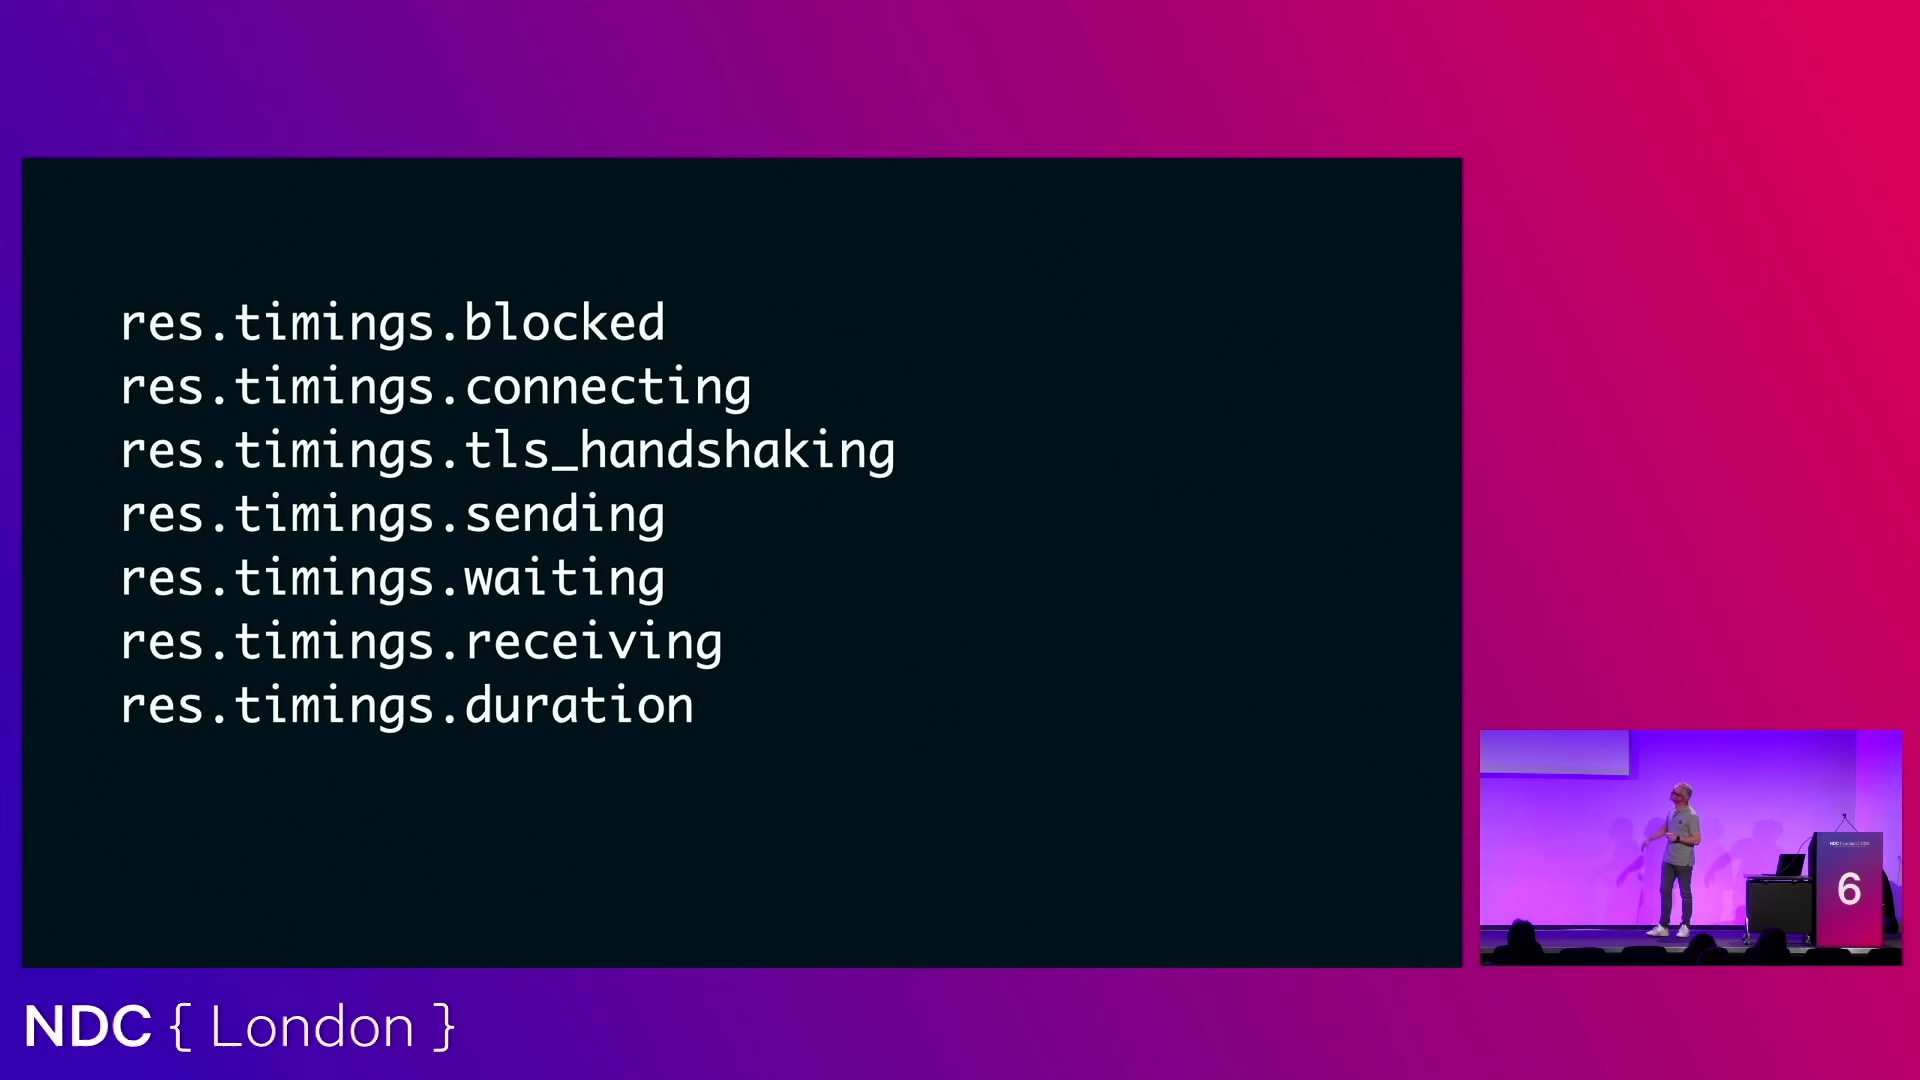 res.timings.blocked
res.timings.connecting
res.timings.tls_handshaking
res.timings.sending
res.timings.waiting
res.timings.receiving
res.timings.duration
6
NDC { London }